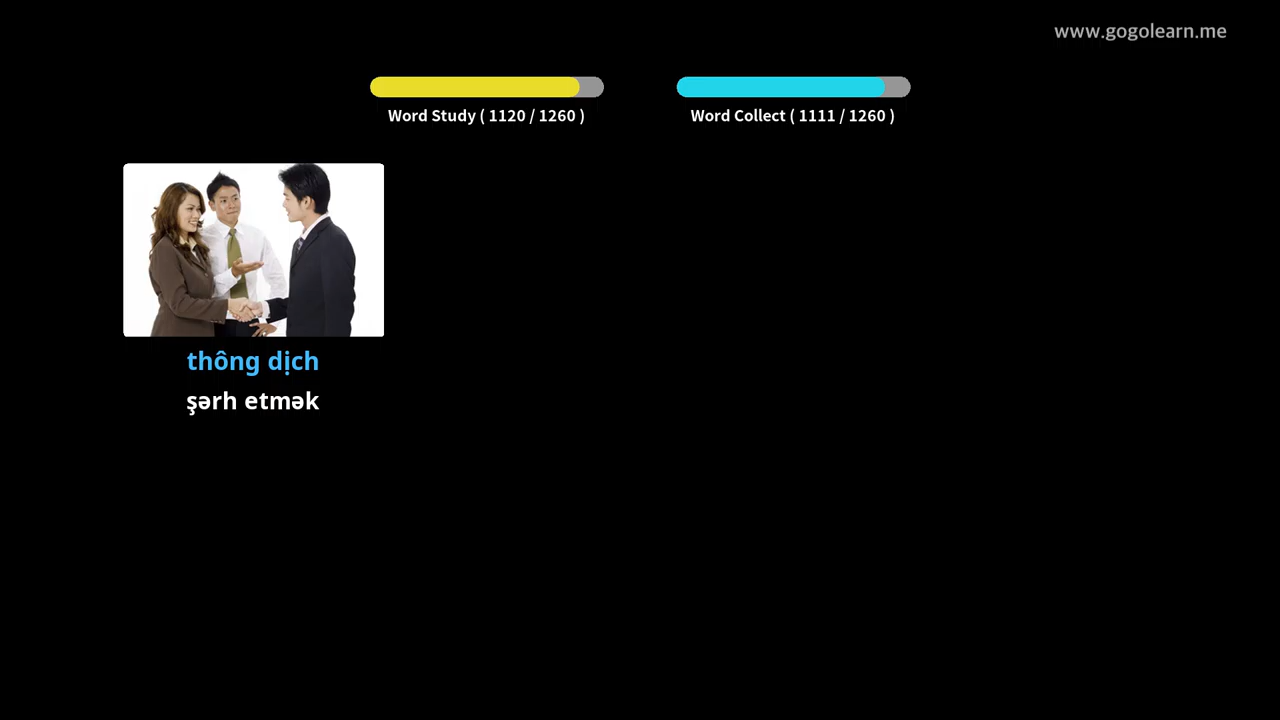 www.gogolearn.me
Word Study ( 1120 / 1260 )
Word Collect ( 1111 / 1260 )
thông dịch
şərh etmək